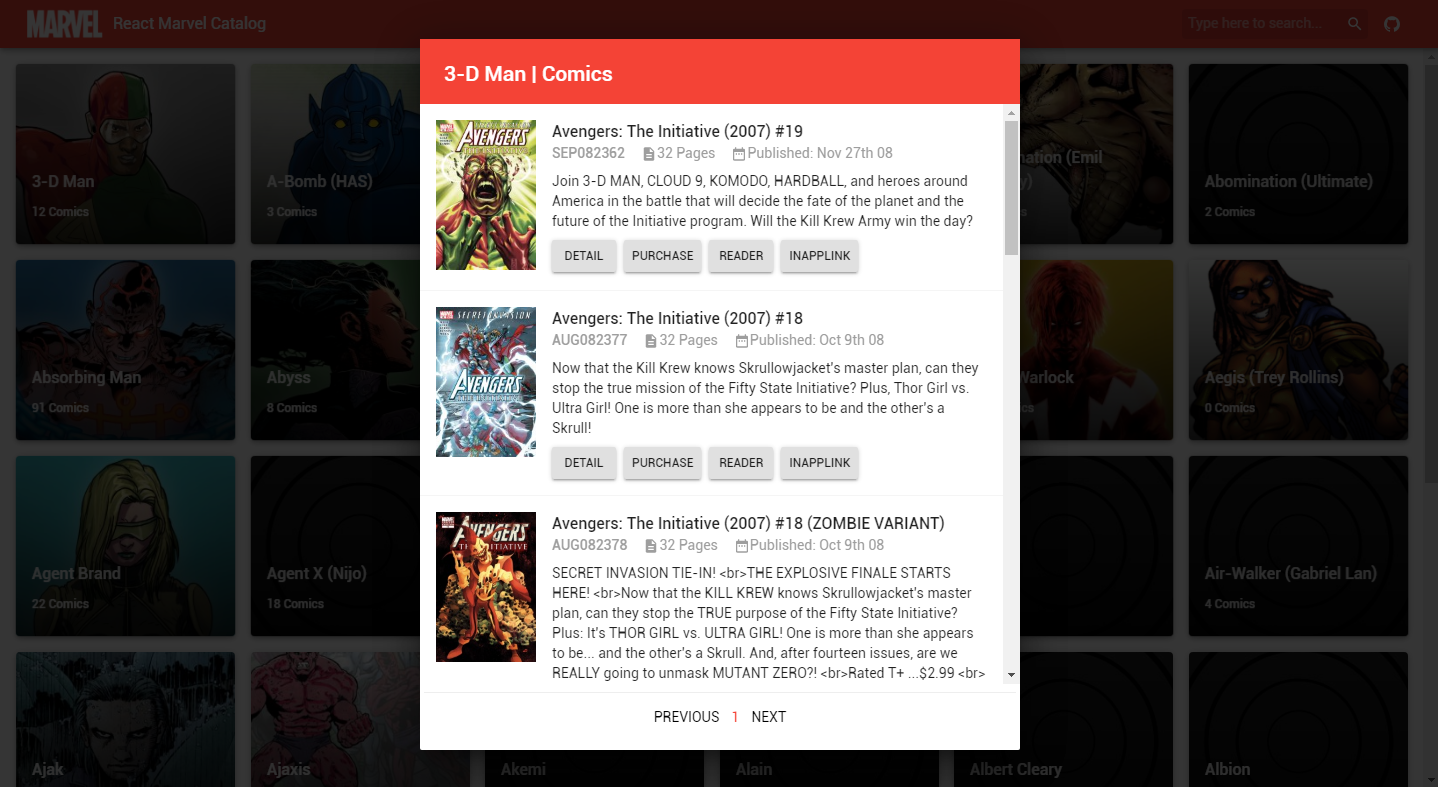 MARVEL React Marvel Catalog Type here to search...
3-D Man | Comics
Avengers: The Initiative (2007) #19
SEP082362 32 Pages Published: Nov 27th 08
Join 3-D MAN, CLOUD 9, KOMODO, HARDBALL, and heroes around
America in the battle that will decide the fate of the planet and the
future of the Initiative program. Will the Kill Krew Army win the day?
DETAIL PURCHASE READER INAPPLINK
AVENGERS
THE INITIATIVE
Avengers: The Initiative (2007) #18
AUG082377 32 Pages Published: Oct 9th 08
Now that the Kill Krew knows Skrullowjacket's master plan, can they
stop the true mission of the Fifty State Initiative? Plus, Thor Girl vs.
Ultra Girl! One is more than she appears to be and the other's a
Skrull!
DETAIL PURCHASE READER INAPPLINK
SECRET INVASION
AVENGERS
Avengers: The Initiative (2007) #18 (ZOMBIE VARIANT)
AUG082378 32 Pages Published: Oct 9th 08
SECRET INVASION TIE-IN! <br>THE EXPLOSIVE FINALE STARTS
HERE! <br>Now that the KILL KREW knows Skrullowjacket's master
plan, can they stop the TRUE purpose of the Fifty State Initiative?
Plus: It's THOR GIRL vs. ULTRA GIRL! One is more than she appears
to be... and the other's a Skrull. And, after fourteen issues, are we
REALLY going to unmask MUTANT ZERO?! <br>Rated T+ ...$2.99 <br>
AVENGERS
PREVIOUS 1 NEXT
3-D Man
12 Comics
A-Bomb (HAS)
3 Comics
Abomination (Ultimate)
2 Comics
Absorbing Man
91 Comics
Abyss
8 Comics
Warlock
Aegis (Trey Rollins)
0 Comics
Agent Brand
22 Comics
Agent X (Nijo)
18 Comics
Air-Walker (Gabriel Lan)
4 Comics
Ajak
Ajaxis
Akemi
Alain
Albert Cleary
Albion